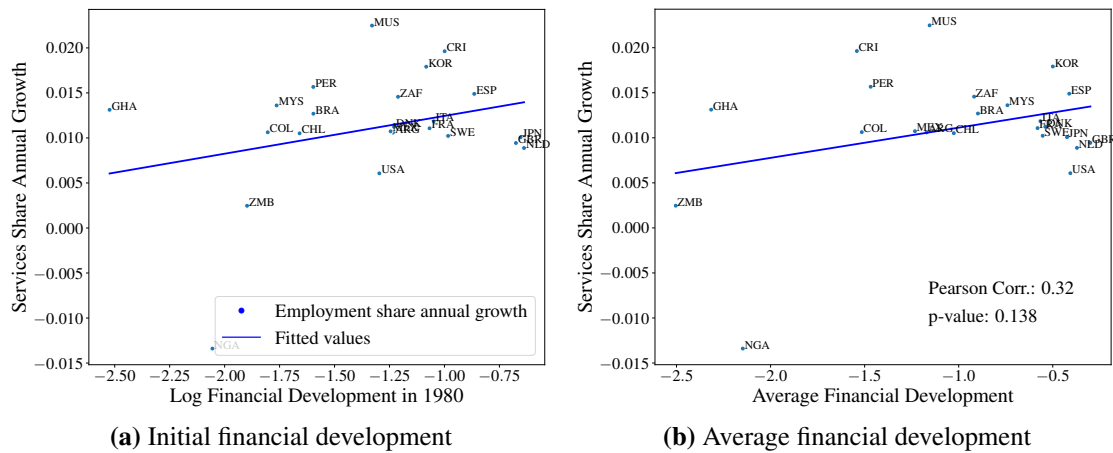 Services Share Annual Growth
0.020
0.015
0.010
0.005
0.000
−0.005
−0.010
−0.015
MUS
CRI
KOR
PER
GHA
MYS
ZAF
ESP
BRA
ITA
COL
CHL
DNK
ARG
FRA
SWE
JPN
GBR
NLD
USA
ZMB
NGA
Employment share annual growth
Fitted values
−2.50 −2.25 −2.00 −1.75 −1.50 −1.25 −1.00 −0.75
Log Financial Development in 1980
(a) Initial financial development
Services Share Annual Growth
0.020
0.015
0.010
0.005
0.000
−0.005
−0.010
−0.015
MUS
CRI
KOR
PER
GHA
ZAF
MYS
ESP
BRA
ITA
DNK
FRA
COL
MEX
ARG
CHL
SWE
JPN
GBR
NLD
USA
ZMB
NGA
Pearson Corr.: 0.32
p-value: 0.138
−2.5 −2.0 −1.5 −1.0 −0.5
Average Financial Development
(b) Average financial development